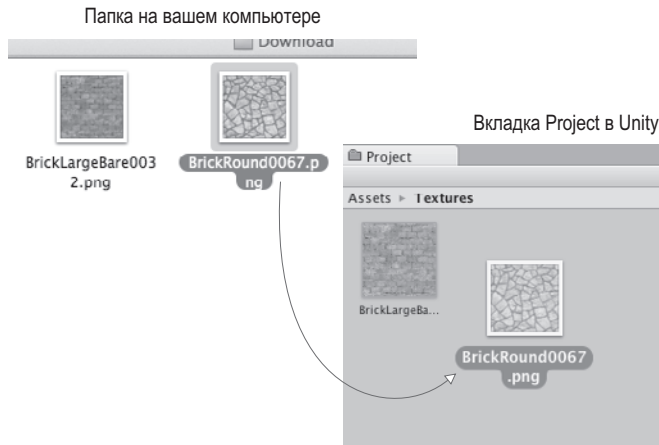 Папка на вашем компьютере
Download
BrickLargeBare003
2.png
BrickRound0067.p
ng
Вкладка Project в Unity
Project
Assets ▸ Textures
BrickLargeBa...
BrickRound0067
.png